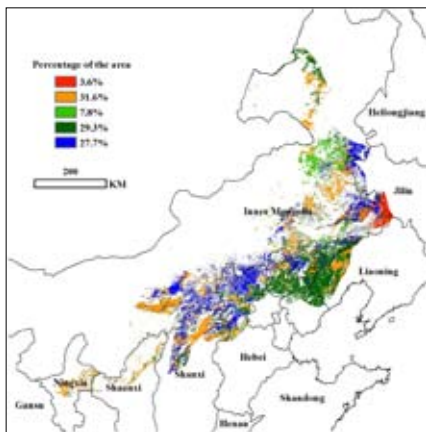 Percentage of the area
3.6%
31.6%
7.8%
29.3%
27.7%
200
KM
Heilongjiang
Jilin
Inner Mongolia
Liaoning
Hebei
Ningxia
Shaanxi
Shanxi
Gansu
Shandong
Henan